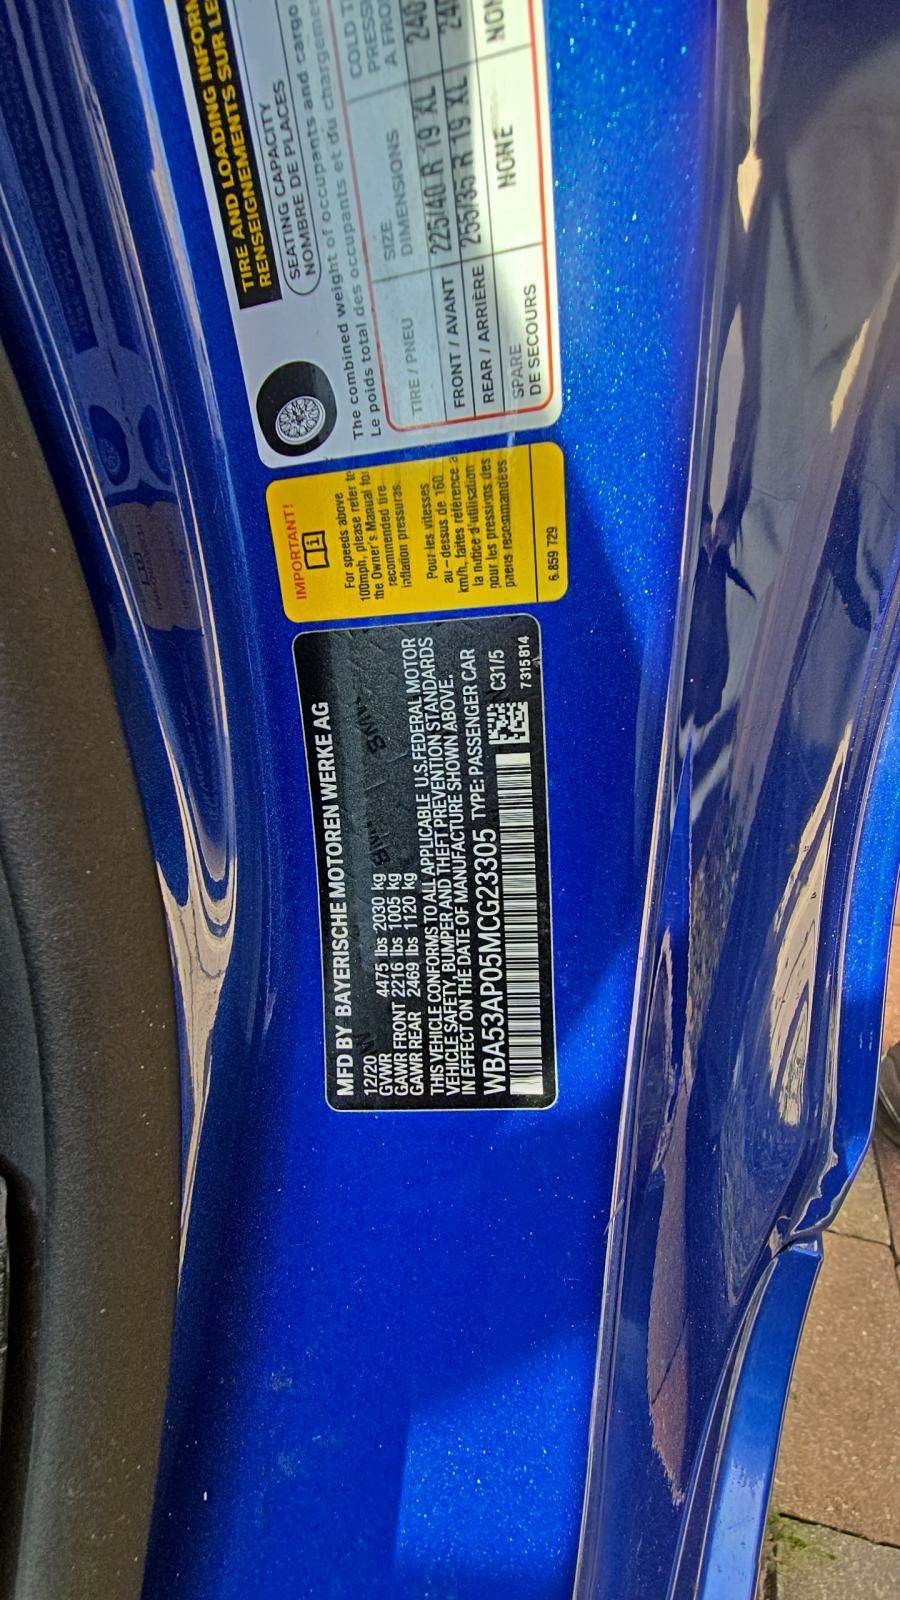 TIRE AND LOADING INFORM
RENSEIGNEMENTS SUR LE
SEATING CAPACITY
NOMBRE DE PLACES
The combined weight of occupants and cargo
Le poids total des occupants et du chargement
TIRE / PNEU SIZE COLD
DIMENSIONS PRESS
A FRO
FRONT / AVANT 225/40 R 19 XL 240
REAR / ARRIÈRE 255/35 R 19 XL
SPARE NONE NON
DE SECOURS
IMPORTANT!
i
For speeds above
100mph, please refer to
the Owner's Manual for
recommended tire
inflation pressuras.
Pour les vitesses
au-dessus de 160
km/h, faites référence a
la notice d'utilisation
pour les pressions des
pneus recommandées
6.859 729
MFD BY BAYERISCHE MOTOREN WERKE AG
12/20
GVWR 4475 lbs 2030 kg
GAWR FRONT 2216 lbs 1005 kg
GAWR REAR 2469 lbs 1120 kg
THIS VEHICLE CONFORMS TO ALL APPLICABLE U.S.FEDERAL MOTOR
VEHICLE SAFETY, BUMPER AND THEFT PREVENTION STANDARDS
IN EFFECT ON THE DATE OF MANUFACTURE SHOWN ABOVE.
WBA53AP05MCG23305 TYPE: PASSENGER CAR
C31/5
7315814